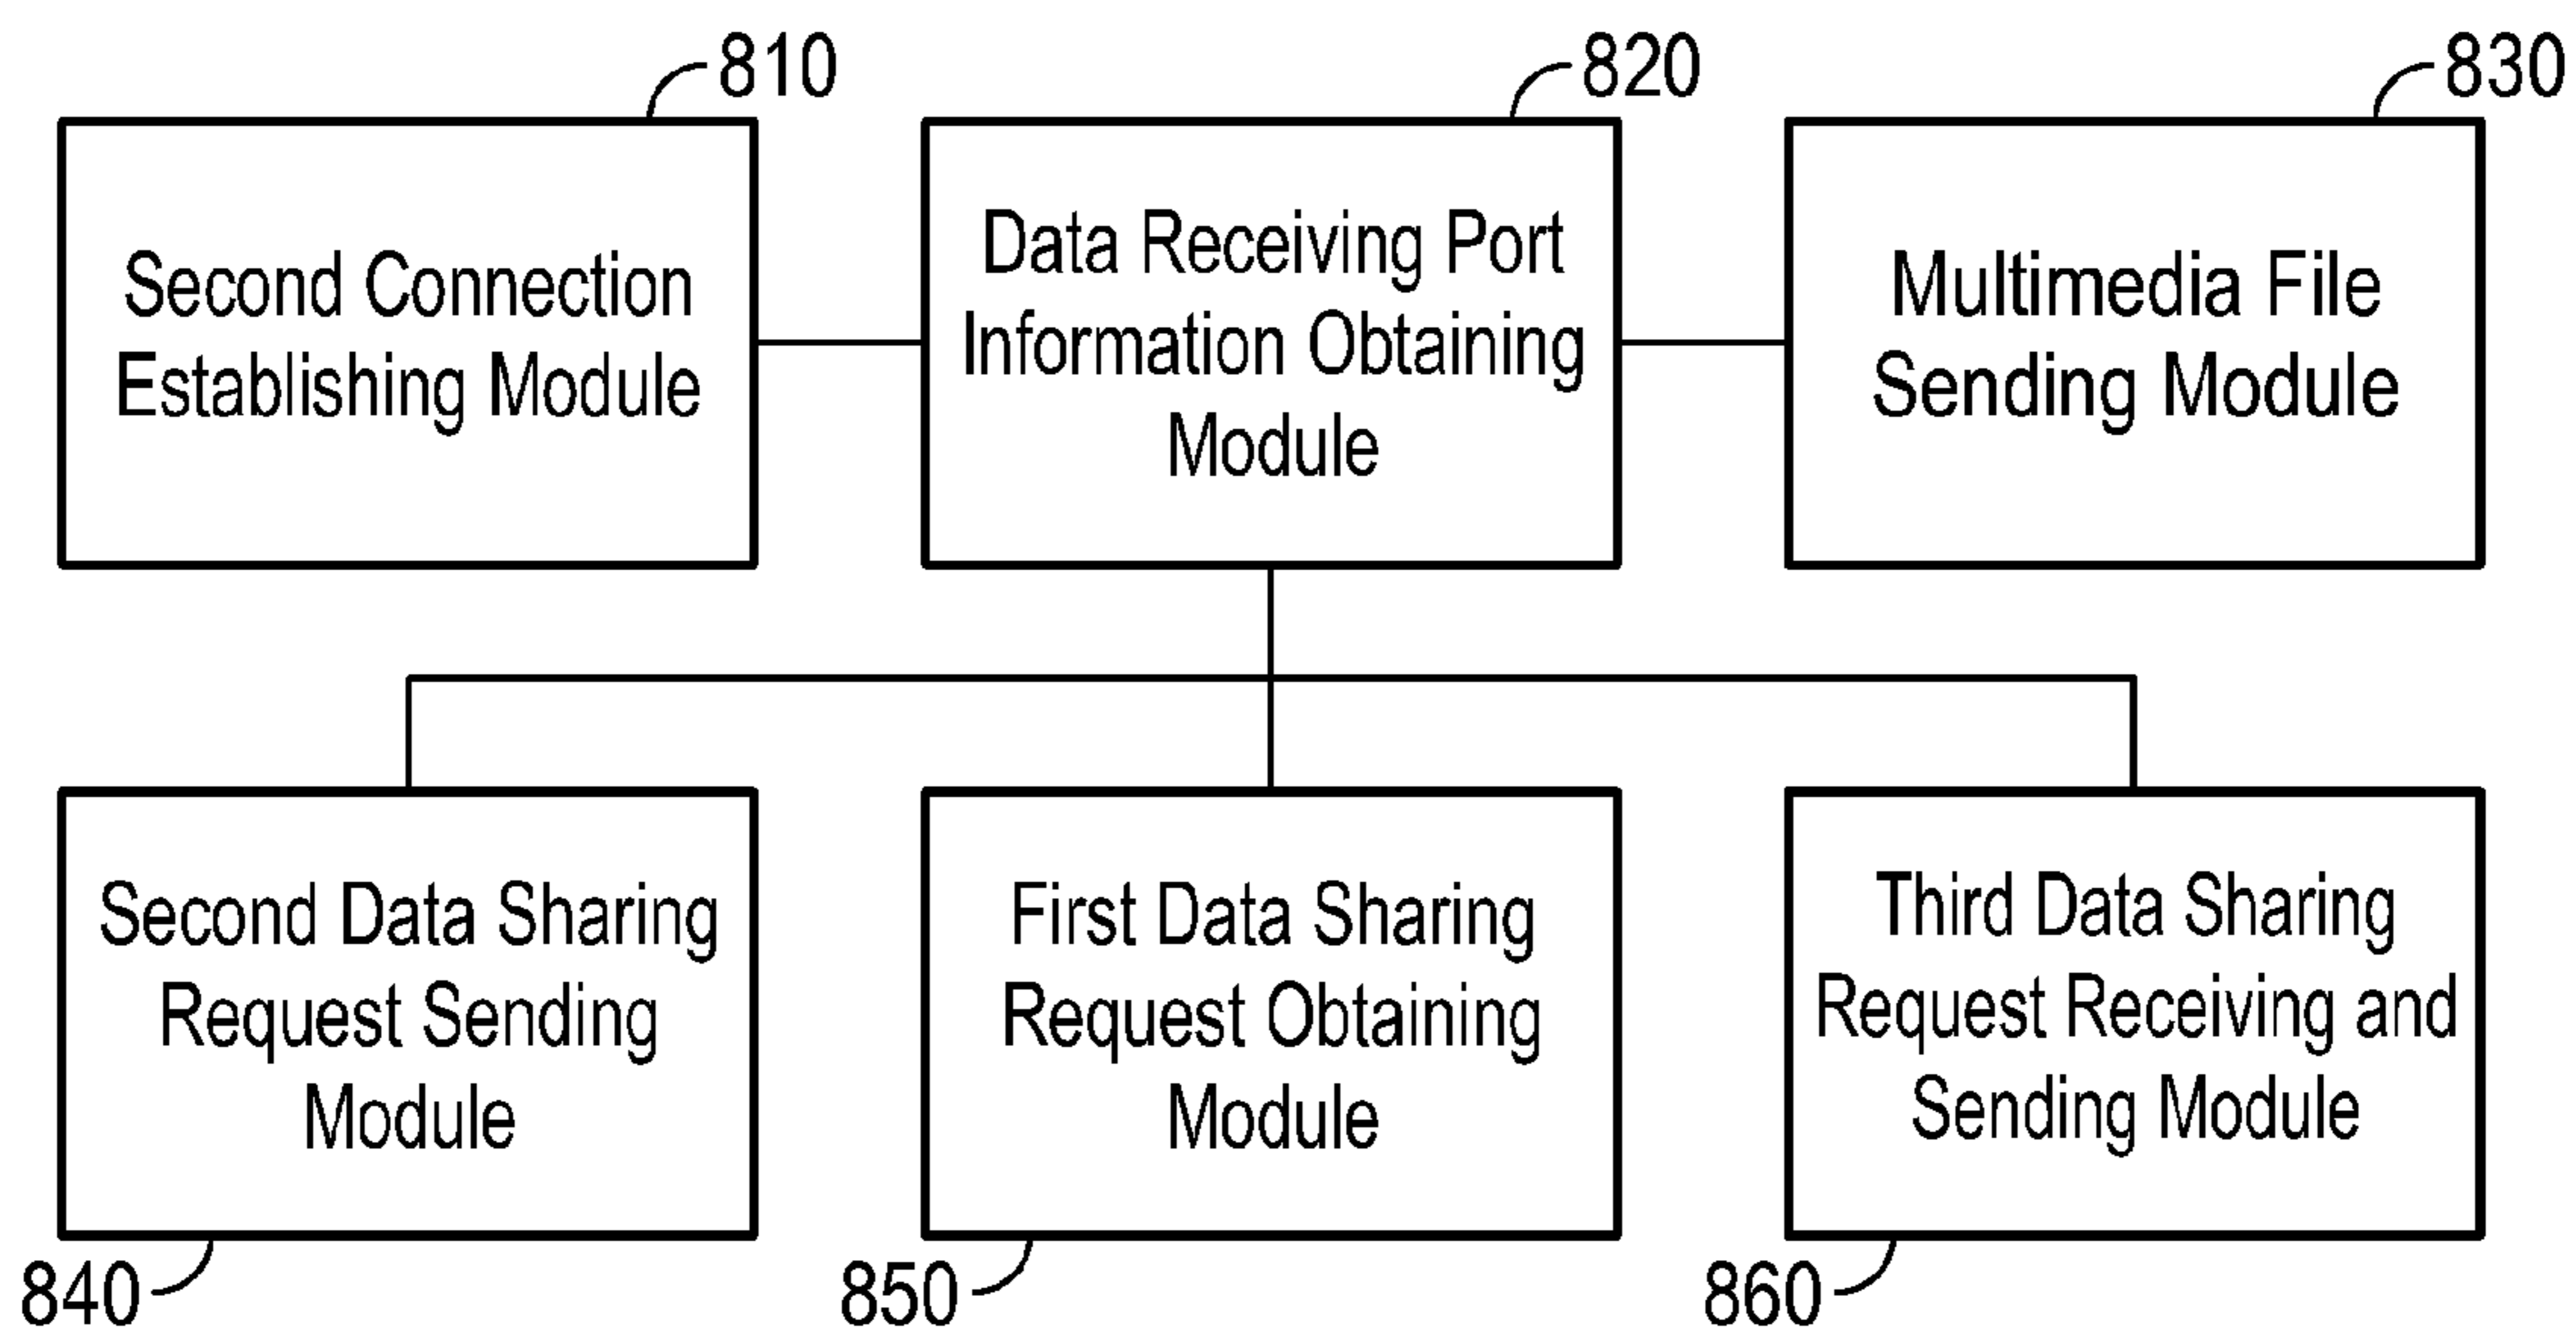 810
820
830
Second Connection
Establishing Module
Data Receiving Port
Information Obtaining
Module
Multimedia File
Sending Module
Second Data Sharing
Request Sending
Module
First Data Sharing
Request Obtaining
Module
Third Data Sharing
Request Receiving and
Sending Module
840
850
860